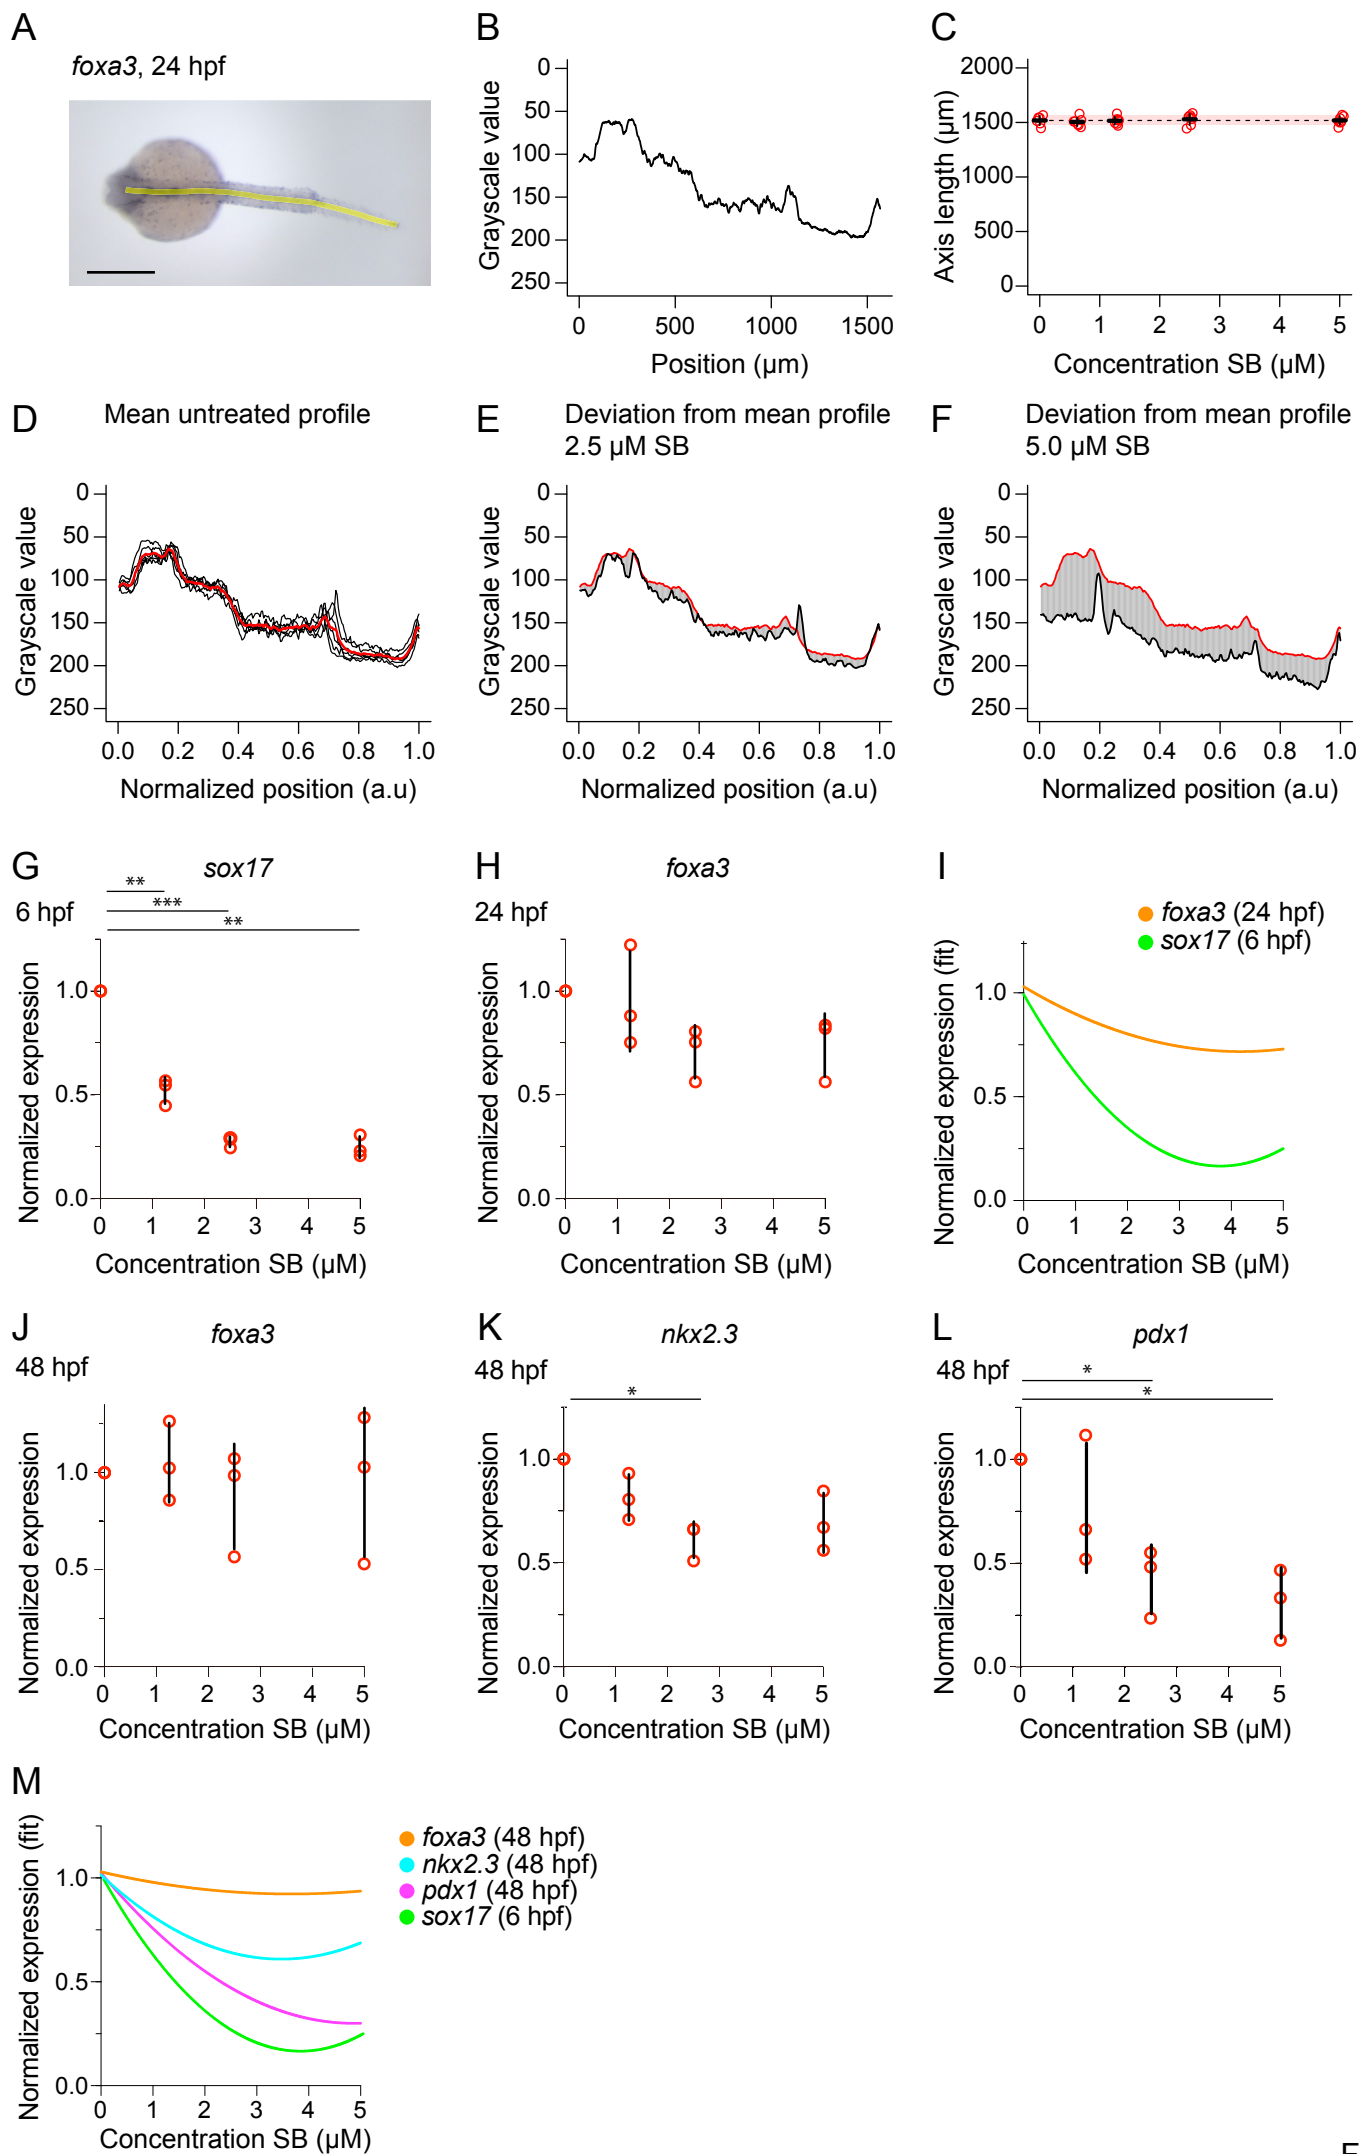 A
foxa3, 24 hpf
B
0
50
100
150
200
250
Grayscale value
0 500 1000 1500
Position (µm)
C
2000
1500
1000
500
0
Axis length (µm)
0 1 2 3 4 5
Concentration SB (µM)
D Mean untreated profile
0
50
100
150
200
250
Grayscale value
0.0 0.2 0.4 0.6 0.8 1.0
Normalized position (a.u)
E Deviation from mean profile
2.5 µM SB
0
50
100
150
200
250
Grayscale value
0.0 0.2 0.4 0.6 0.8 1.0
Normalized position (a.u)
F Deviation from mean profile
5.0 µM SB
0
50
100
150
200
250
Grayscale value
0.0 0.2 0.4 0.6 0.8 1.0
Normalized position (a.u)
G sox17
6 hpf
**
***
**
1.0
0.5
0.0
Normalized expression
0 1 2 3 4 5
Concentration SB (µM)
H foxa3
24 hpf
1.0
0.5
0.0
Normalized expression
0 1 2 3 4 5
Concentration SB (µM)
I
foxa3 (24 hpf)
sox17 (6 hpf)
1.0
0.5
0.0
Normalized expression (fit)
0 1 2 3 4 5
Concentration SB (µM)
J foxa3
48 hpf
1.0
0.5
0.0
Normalized expression
0 1 2 3 4 5
Concentration SB (µM)
K nkx2.3
48 hpf
*
1.0
0.5
0.0
Normalized expression
0 1 2 3 4 5
Concentration SB (µM)
L pdx1
48 hpf
*
*
1.0
0.5
0.0
Normalized expression
0 1 2 3 4 5
Concentration SB (µM)
M
foxa3 (48 hpf)
nkx2.3 (48 hpf)
pdx1 (48 hpf)
sox17 (6 hpf)
1.0
0.5
0.0
Normalized expression (fit)
0 1 2 3 4 5
Concentration SB (µM)